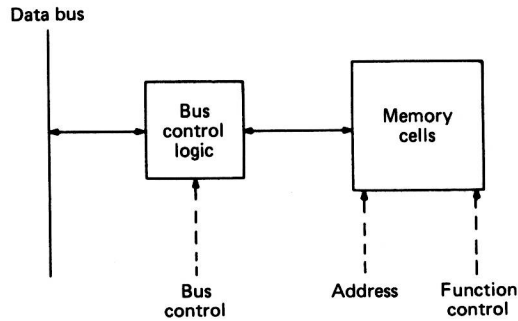 Data bus
Bus
control
logic
Memory
cells
Bus
control
Address
Function
control